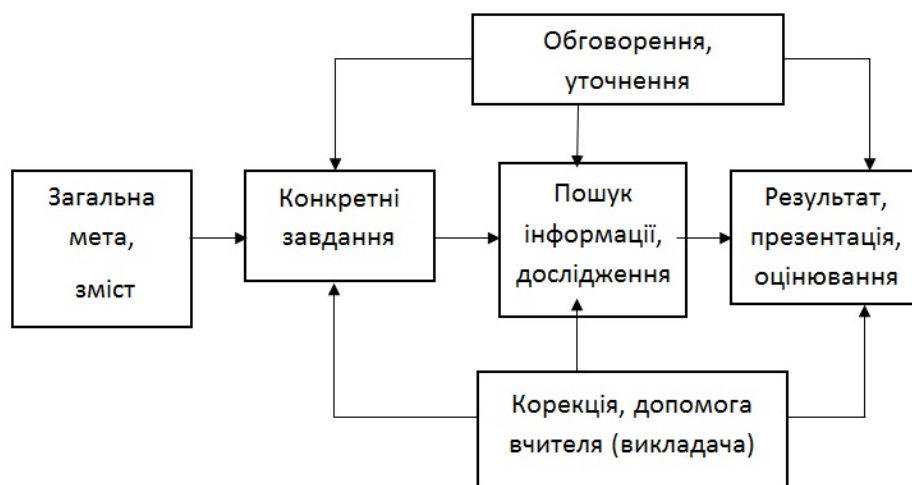 Обговорення,
уточнення
Загальна
мета,
зміст
Конкретні
завдання
Пошук
інформації,
дослідження
Результат,
презентація,
оцінювання
Корекція, допомога
вчителя (викладача)